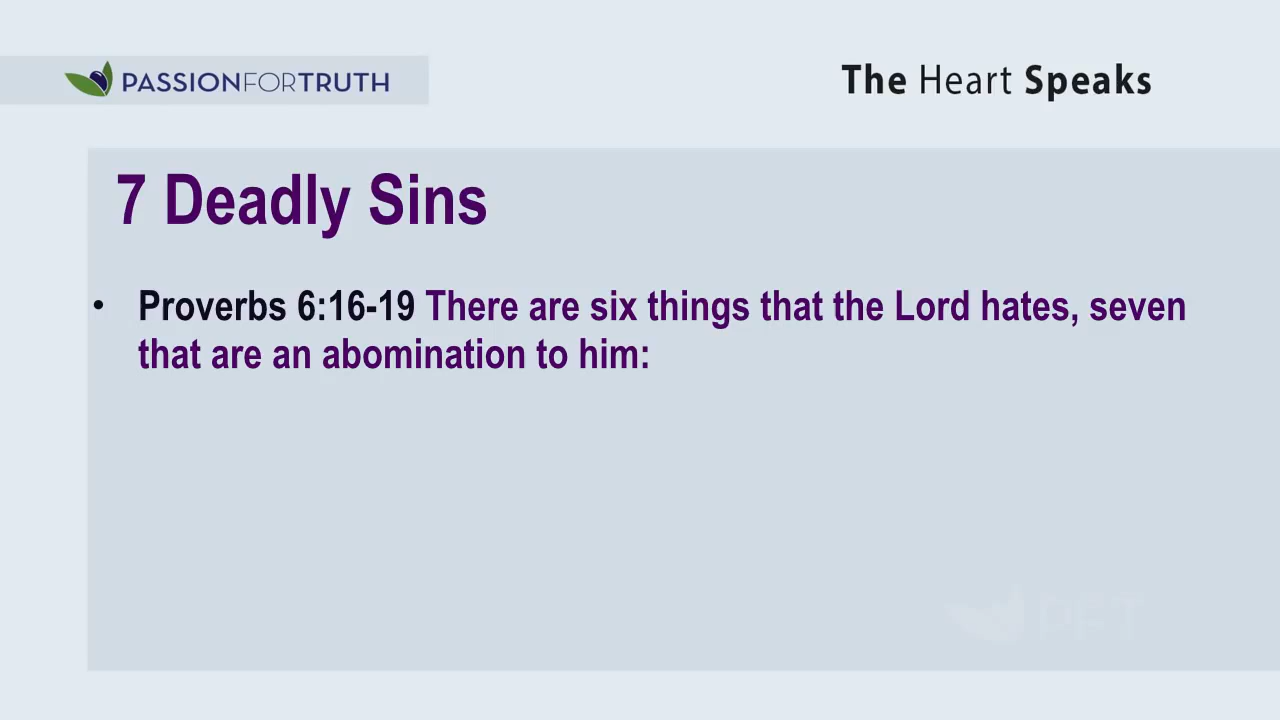 PASSIONFORTRUTH
The Heart Speaks
7 Deadly Sins
• Proverbs 6:16-19 There are six things that the Lord hates, seven
that are an abomination to him:
PFT